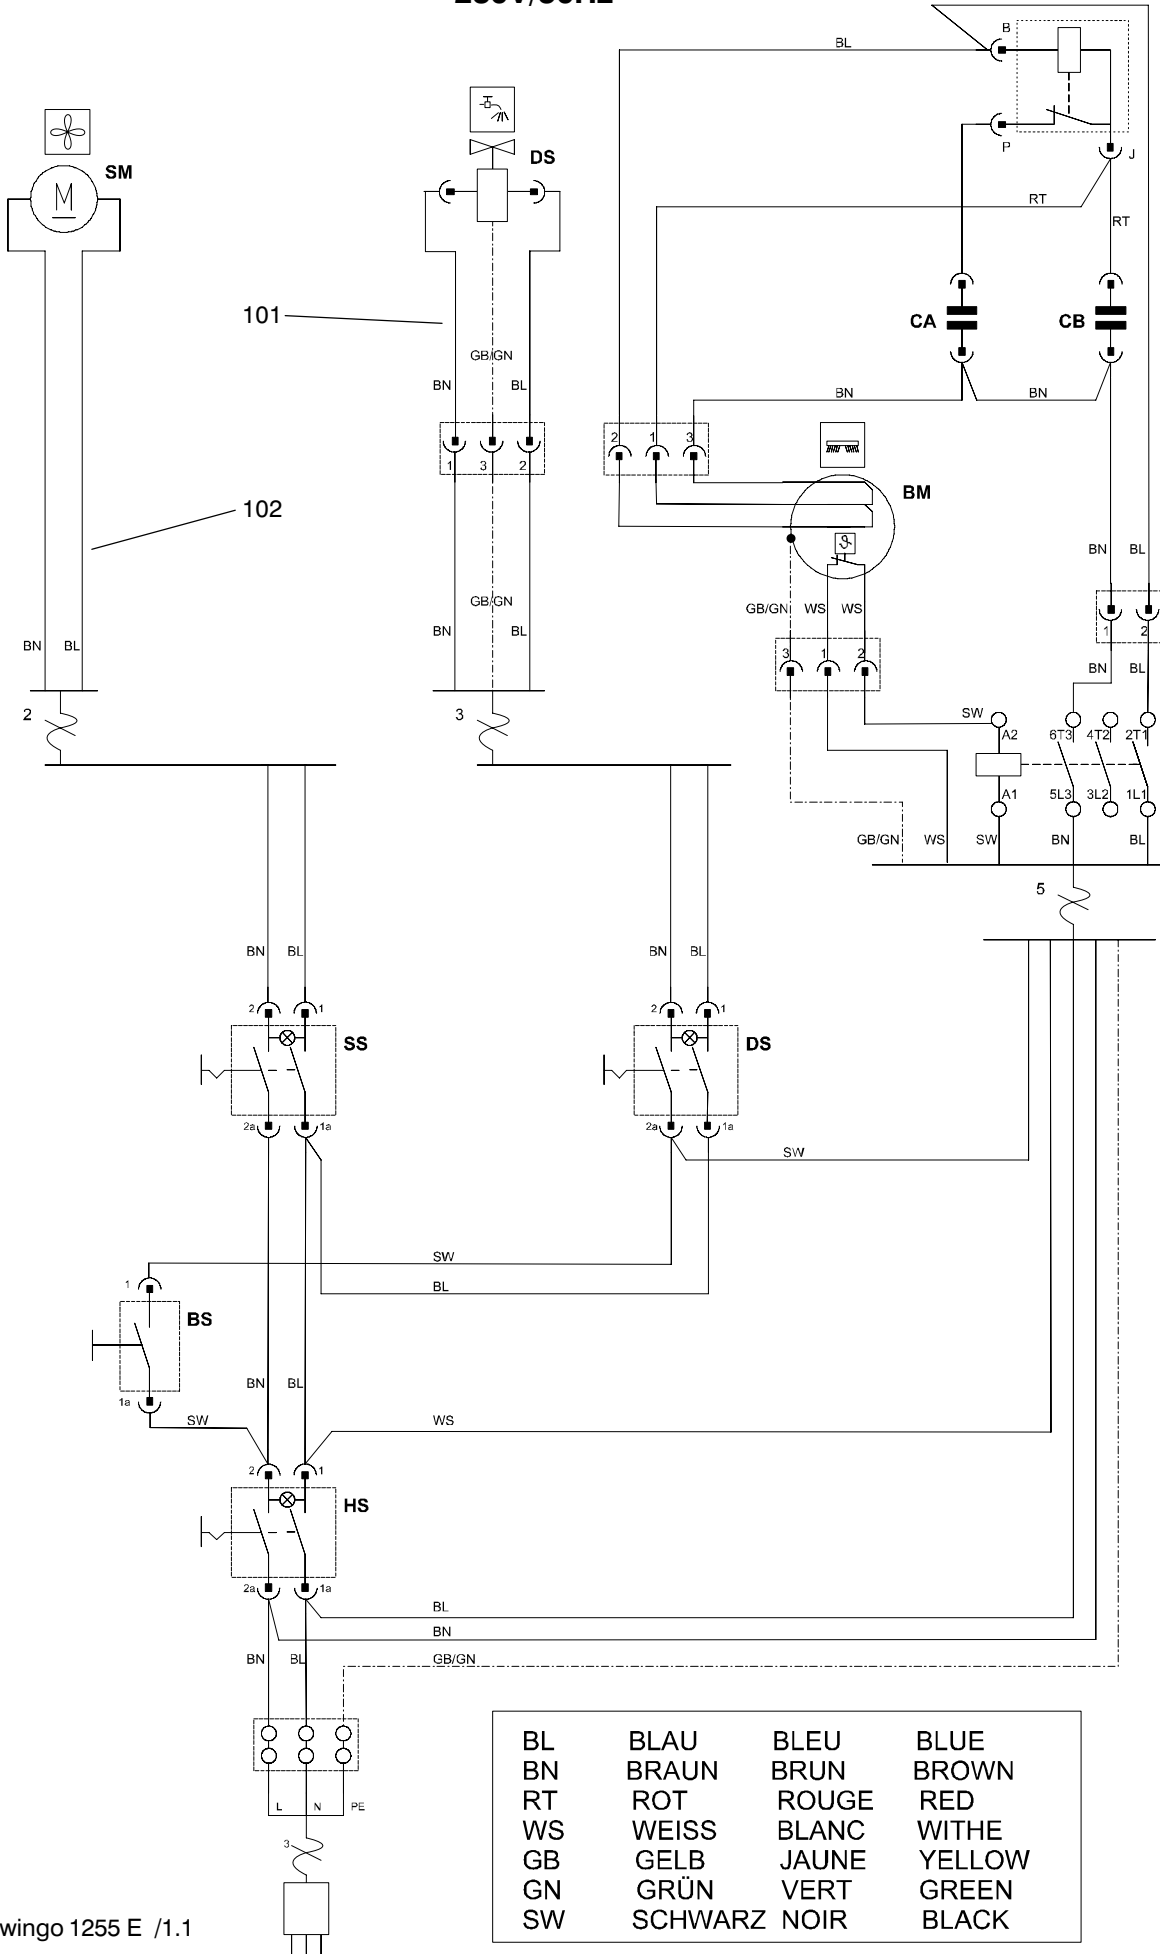 B
BL
P
J
SM
M
DS
RT
RT
101
CA
CB
GB/GN
BN
BL
BN
BN
2 1 3
1 3 2
BM
102
ϑ
BN
BL
GB/GN
WS
WS
GB/GN
BN
BL
1 2
BN
BL
3 1 2
BN
BL
2
3
SW
A2
6T3
4T2
2T1
A1
5L3
3L2
1L1
GB/GN
WS
SW
BN
BL
5
BN
BL
BN
BL
2 1
2 1
SS
DS
2a 1a
2a 1a
SW
SW
1
BL
BS
BN
BL
1a
SW
WS
2 1
HS
2a 1a
BL
BN
BN
BL
GB/GN
L N PE
3
BL BLAU BLEU BLUE
BN BRAUN BRUN BROWN
RT ROT ROUGE RED
WS WEISS BLANC WITHE
GB GELB JAUNE YELLOW
GN GRÜN VERT GREEN
SW SCHWARZ NOIR BLACK
wingo 1255 E /1.1